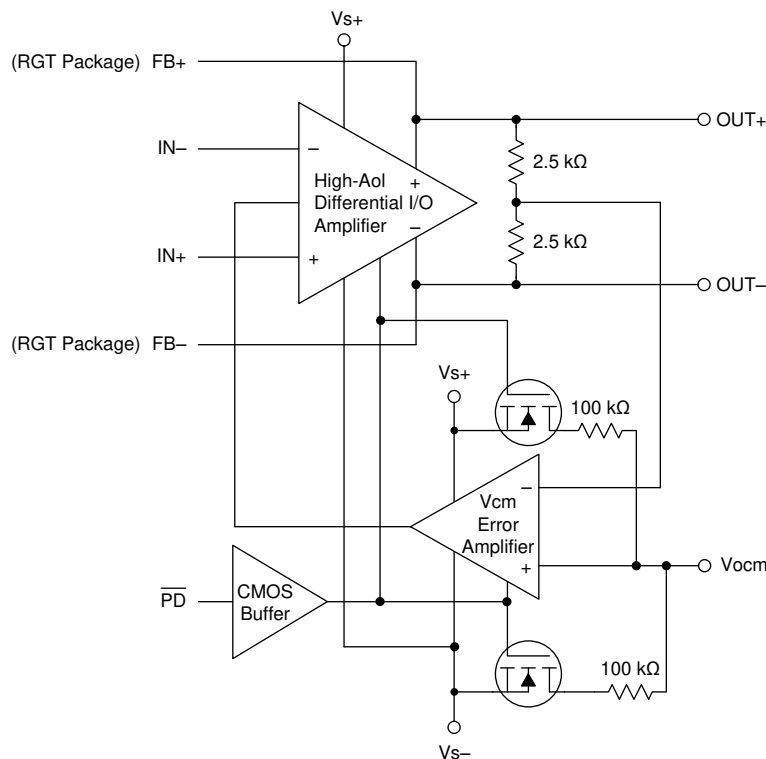 Vs+
(RGT Package) FB+
OUT+
IN–
–
High-Aol
Differential I/O
Amplifier
+
–
2.5 kΩ
2.5 kΩ
IN+
+
OUT–
(RGT Package) FB–
Vs+
100 kΩ
–
Vcm
Error
Amplifier
+
Vocm
PD
CMOS
Buffer
100 kΩ
Vs–